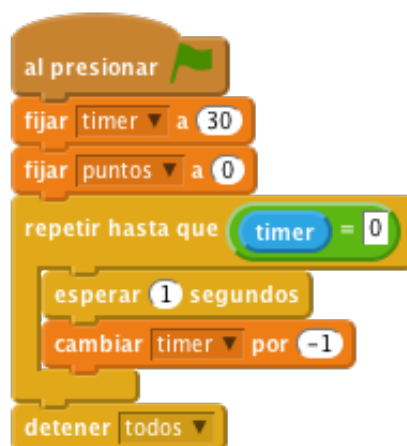 al presionar
fijar timer a 30
fijar puntos a 0
repetir hasta que timer = 0
esperar 1 segundos
cambiar timer por -1
detener todos